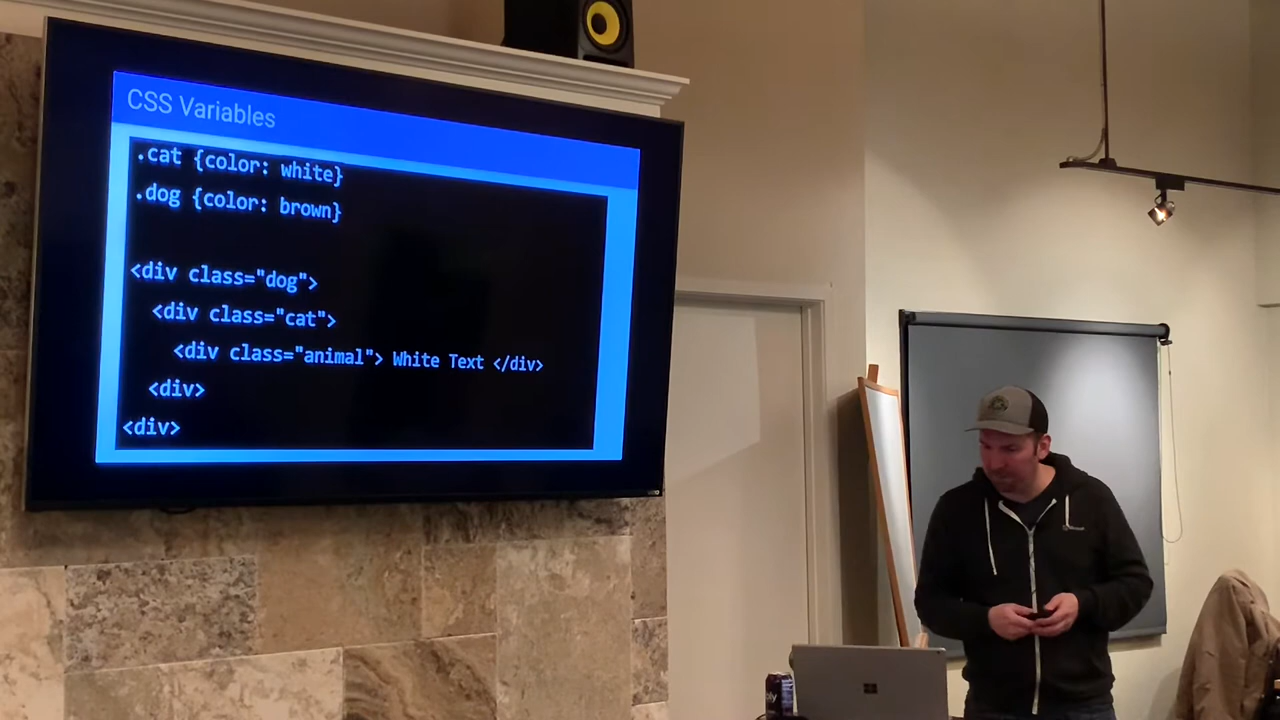 CSS Variables
.cat {color: white}
.dog {color: brown}
<div class="dog">
<div class="cat">
<div class="animal"> White Text </div>
<div>
<div>